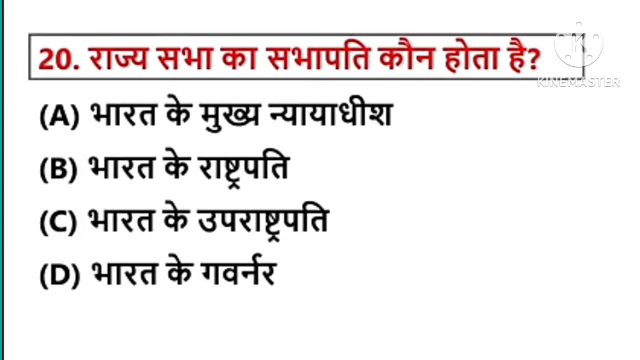 20. राज्य सभा का सभापति कौन होता है?
KINEMASTER
(A) भारत के मुख्य न्यायाधीश
(B) भारत के राष्ट्रपति
(C) भारत के उपराष्ट्रपति
(D) भारत के गवर्नर